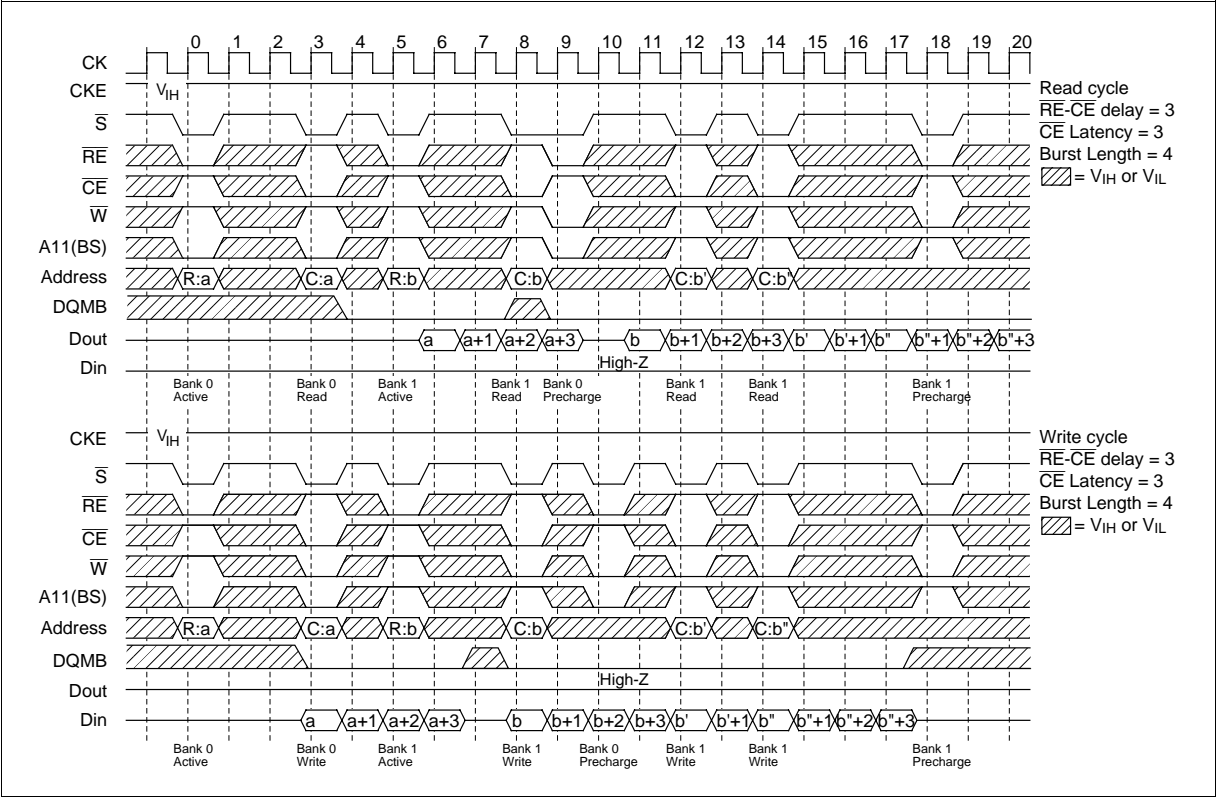 0 1 2 3 4 5 6 7 8 9 10 11 12 13 14 15 16 17 18 19 20
CK
CKE VIH
S
RE
CE
W
A11(BS)
Address R:a C:a R:b C:b C:b' C:b"
DQMB
Dout a a+1 a+2 a+3 b b+1 b+2 b+3 b' b'+1 b" b"+1 b"+2 b"+3
High-Z
Din
Bank 0 Active
Bank 0 Read
Bank 1 Active
Bank 1 Read
Bank 0 Precharge
Bank 1 Read
Bank 1 Read
Bank 1 Precharge
Read cycle
RE-CE delay = 3
CE Latency = 3
Burst Length = 4
= VIH or VIL
CKE VIH
S
RE
CE
W
A11(BS)
Address R:a C:a R:b C:b C:b' C:b"
DQMB
High-Z
Dout
Din a a+1 a+2 a+3 b b+1 b+2 b+3 b' b'+1 b" b"+1 b"+2 b"+3
Bank 0 Active
Bank 0 Write
Bank 1 Active
Bank 1 Write
Bank 0 Precharge
Bank 1 Write
Bank 1 Write
Bank 1 Precharge
Write cycle
RE-CE delay = 3
CE Latency = 3
Burst Length = 4
= VIH or VIL